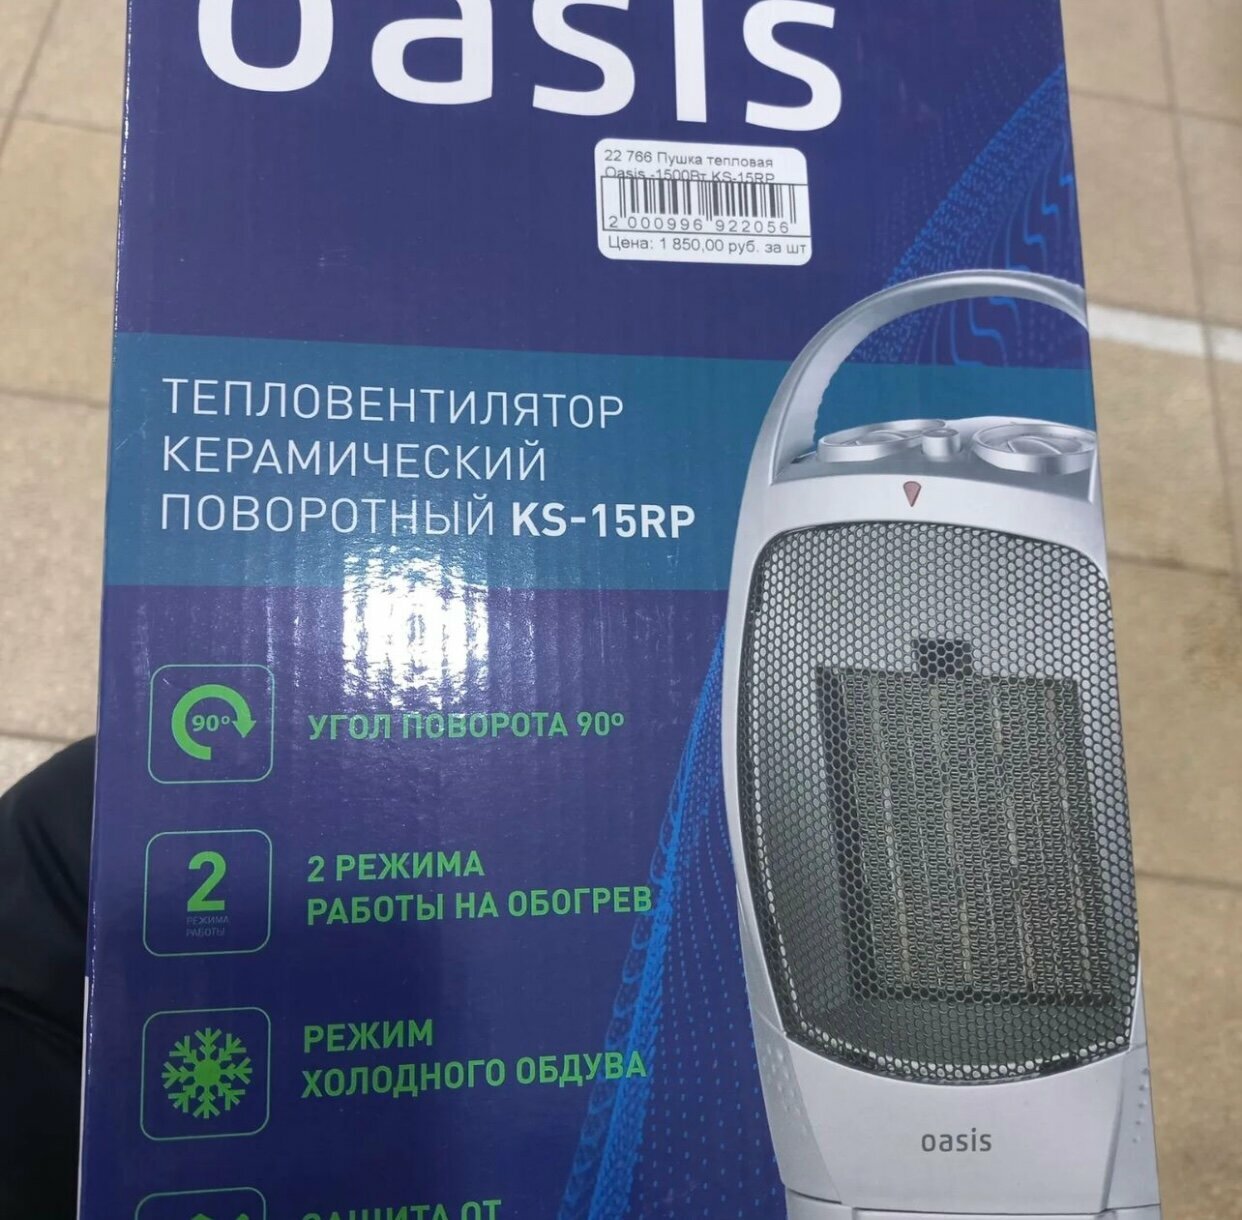 oasis
22 766 Пушка тепловая
Oasis -1500Вт KS-15RP
2 000996 922056
Цена: 1 850,00 руб. за шт
ТЕПЛОВЕНТИЛЯТОР
КЕРАМИЧЕСКИЙ
ПОВОРОТНЫЙ KS-15RP
90°
УГОЛ ПОВОРОТА 90°
2
РЕЖИМА
РАБОТЫ
2 РЕЖИМА
РАБОТЫ НА ОБОГРЕВ
РЕЖИМ
ХОЛОДНОГО ОБДУВА
oasis
ЗАЩИТА ОТ